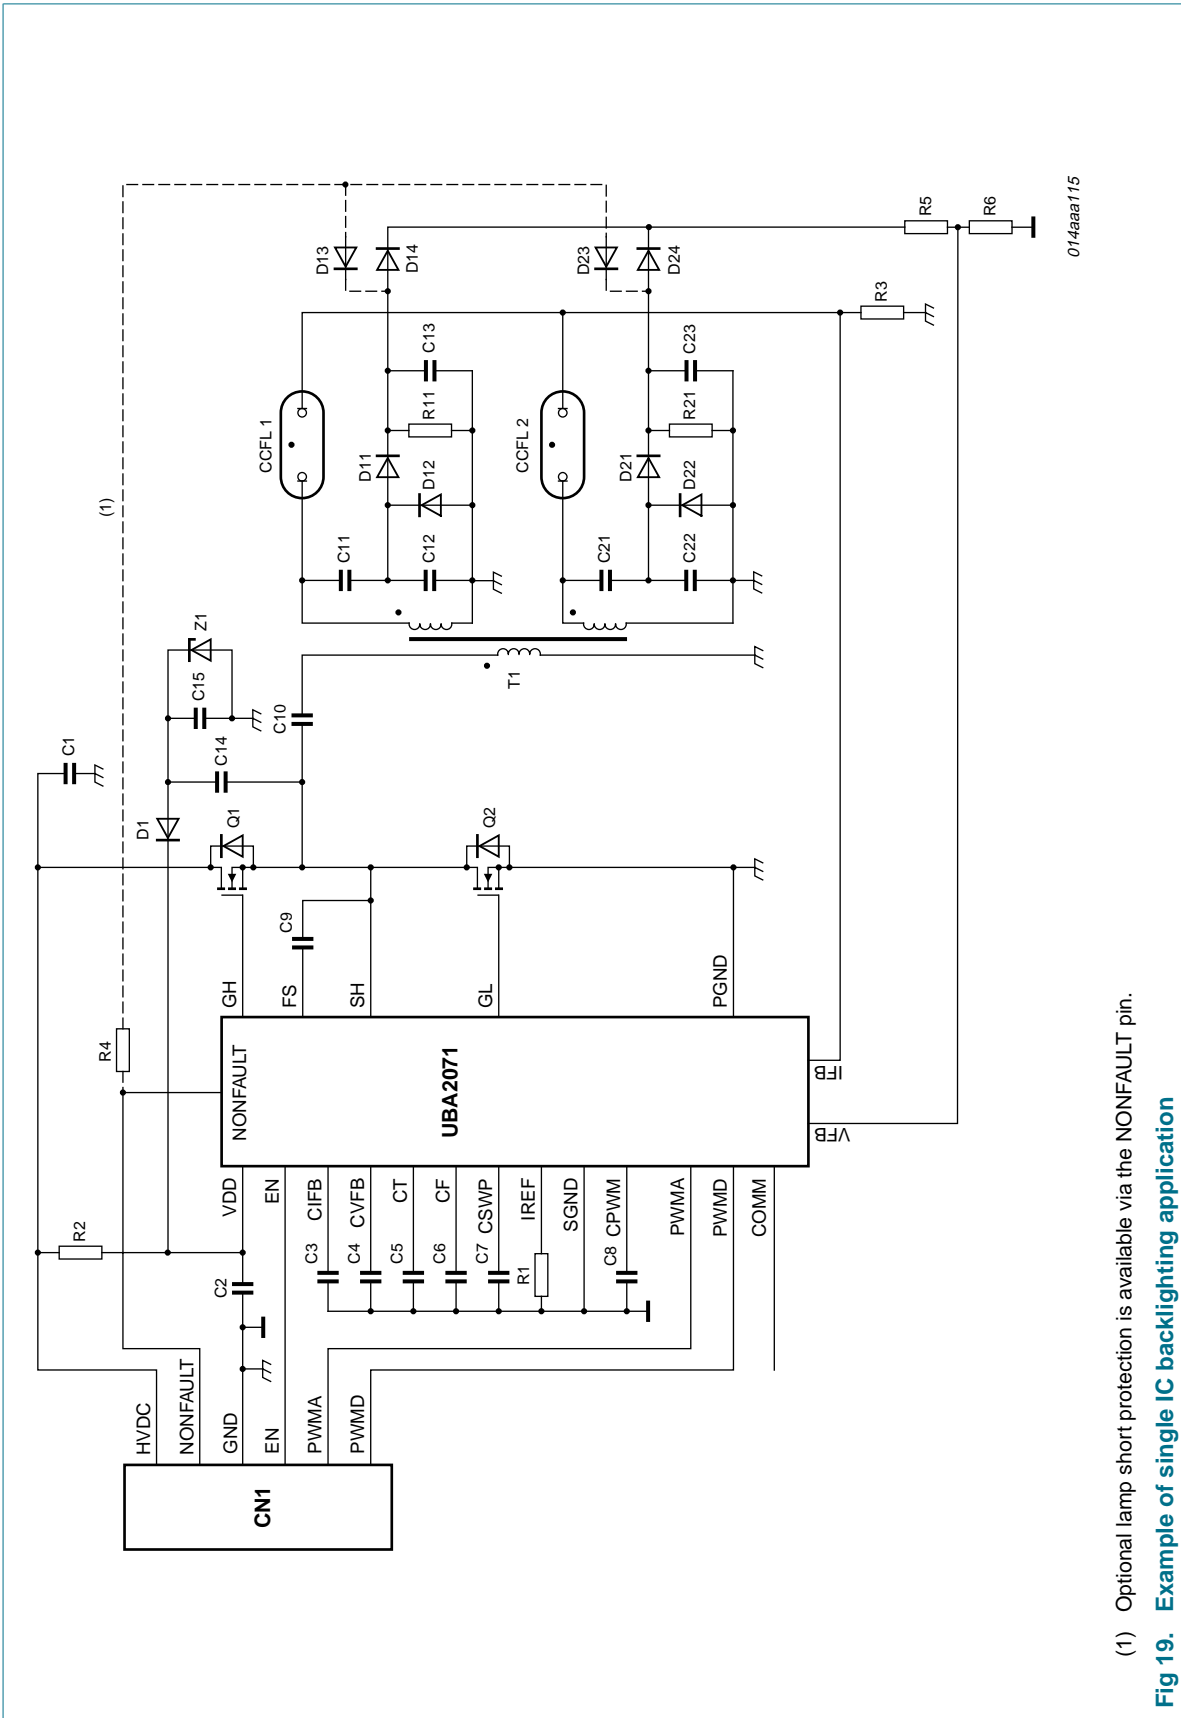 (1)
C1
Z1
C15
C14
D1
Q1
C10
R4
R2
CCFL 1
D13
D14
C11
C12
D11
D12
R11
C13
T1
CCFL 2
D23
D24
C21
C22
D21
D22
R21
C23
R3
R5
R6
Q2
C9
GH
FS
SH
GL
PGND
NONFAULT
UBA2071
IFB
VFB
VDD
EN
CIFB
CVFB
CT
CF
CSWP
IREF
SGND
CPWM
PWMA
PWMD
COMM
C2
C3
C4
C5
C6
C7
R1
C8
HVDC
NONFAULT
GND
EN
PWMA
PWMD
CN1
014aaa115
(1) Optional lamp short protection is available via the NONFAULT pin.
Fig 19. Example of single IC backlighting application